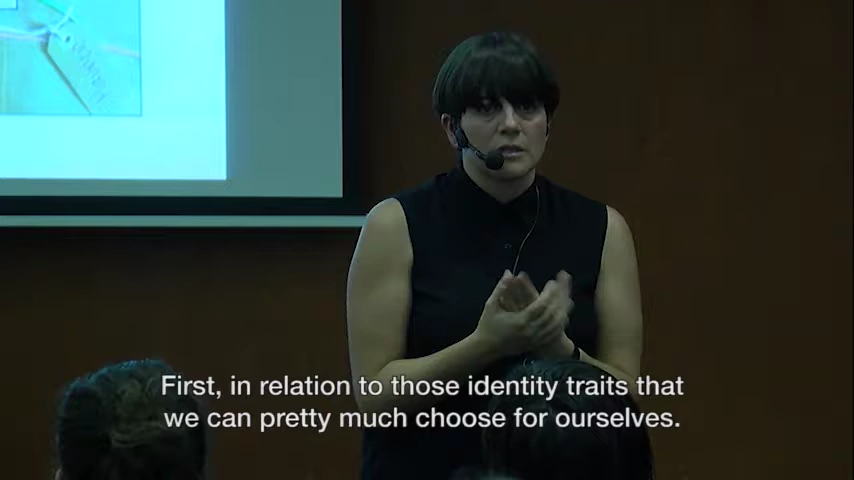 First, in relation to those identity traits that
we can pretty much choose for ourselves.